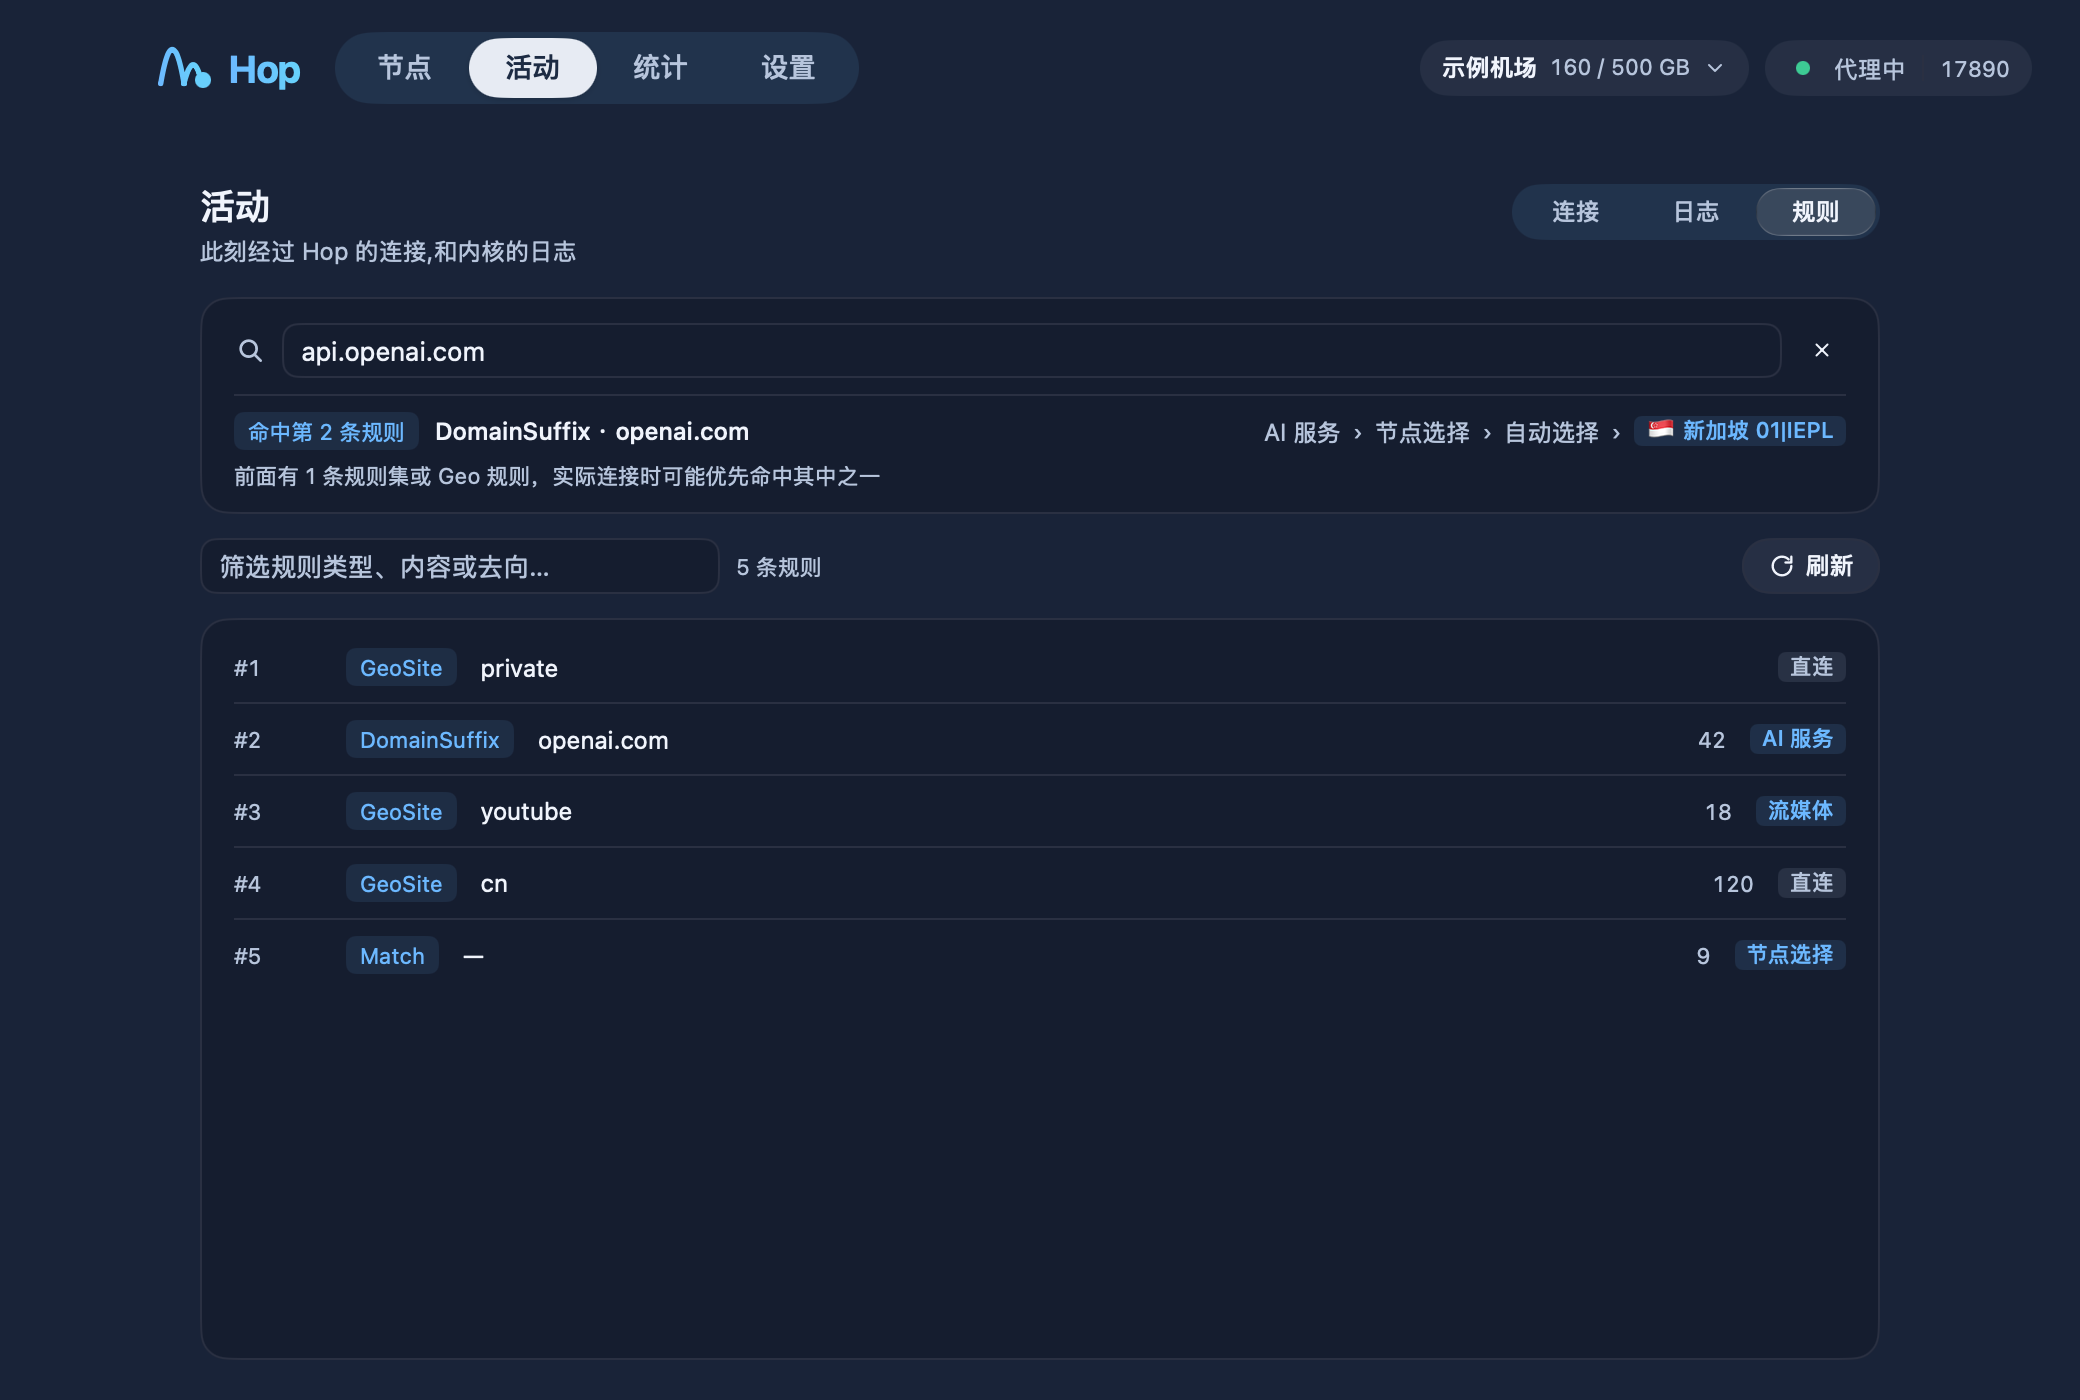 Hop 节点 活动 统计 设置 示例机场 160 / 500 GB 代理中 17890
活动
连接 日志 规则
此刻经过 Hop 的连接,和内核的日志
api.openai.com
命中第 2 条规则 DomainSuffix · openai.com AI 服务 › 节点选择 › 自动选择 › 🇸🇬 新加坡 01|IEPL
前面有 1 条规则集或 Geo 规则，实际连接时可能优先命中其中之一
筛选规则类型、内容或去向... 5 条规则 刷新
#1 GeoSite private 直连
#2 DomainSuffix openai.com 42 AI 服务
#3 GeoSite youtube 18 流媒体
#4 GeoSite cn 120 直连
#5 Match — 9 节点选择